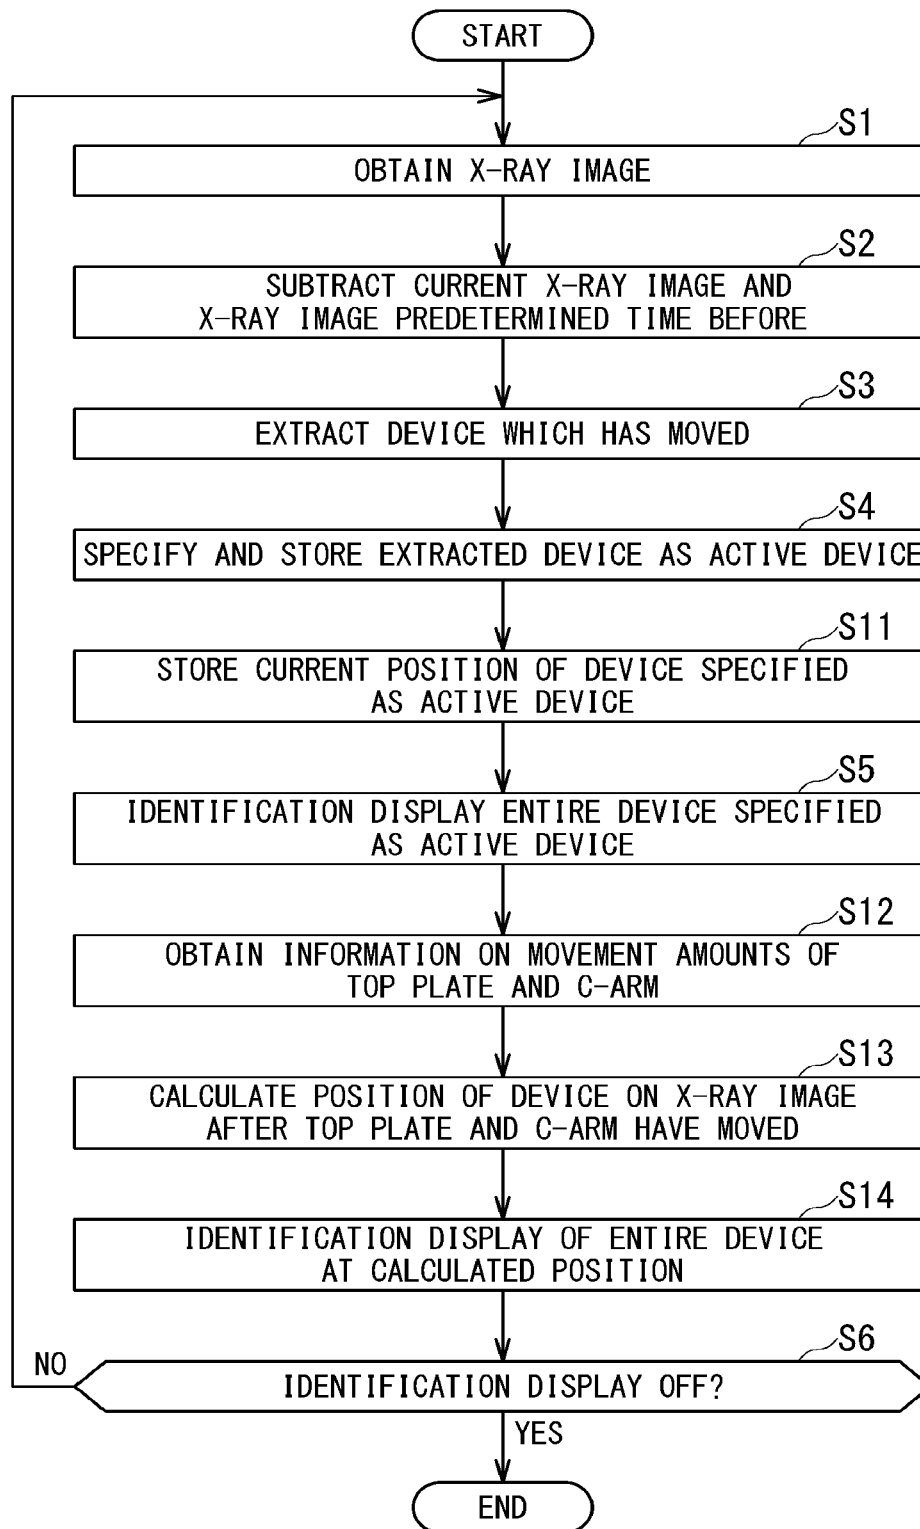 START
S1
OBTAIN X-RAY IMAGE
S2
SUBTRACT CURRENT X-RAY IMAGE AND
X-RAY IMAGE PREDETERMINED TIME BEFORE
S3
EXTRACT DEVICE WHICH HAS MOVED
S4
SPECIFY AND STORE EXTRACTED DEVICE AS ACTIVE DEVICE
S11
STORE CURRENT POSITION OF DEVICE SPECIFIED
AS ACTIVE DEVICE
S5
IDENTIFICATION DISPLAY ENTIRE DEVICE SPECIFIED
AS ACTIVE DEVICE
S12
OBTAIN INFORMATION ON MOVEMENT AMOUNTS OF
TOP PLATE AND C-ARM
S13
CALCULATE POSITION OF DEVICE ON X-RAY IMAGE
AFTER TOP PLATE AND C-ARM HAVE MOVED
S14
IDENTIFICATION DISPLAY OF ENTIRE DEVICE
AT CALCULATED POSITION
S6
NO
IDENTIFICATION DISPLAY OFF?
YES
END